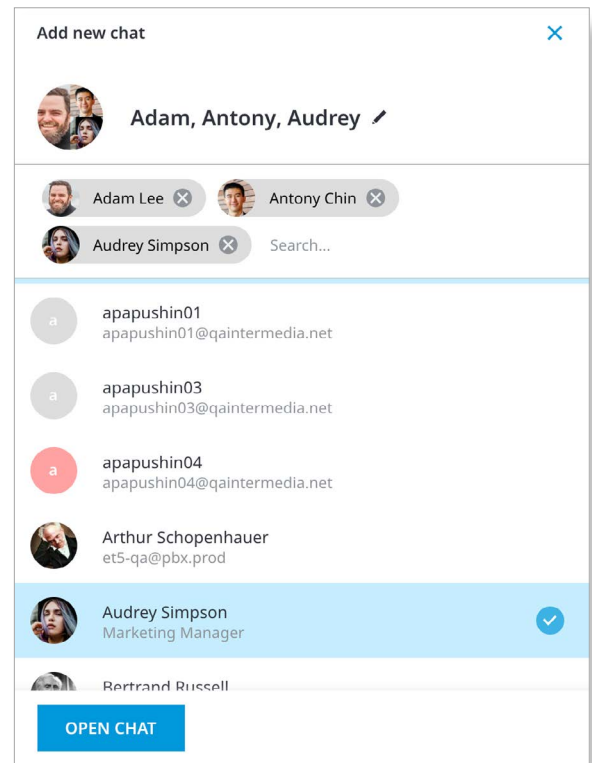 Add new chat
Adam, Antony, Audrey
Adam Lee
Antony Chin
Audrey Simpson
Search...
a
apapushin01
apapushin01@qaintermedia.net
a
apapushin03
apapushin03@qaintermedia.net
a
apapushin04
apapushin04@qaintermedia.net
Arthur Schopenhauer
et5-qa@pbx.prod
Audrey Simpson
Marketing Manager
Bertrand Russell
OPEN CHAT